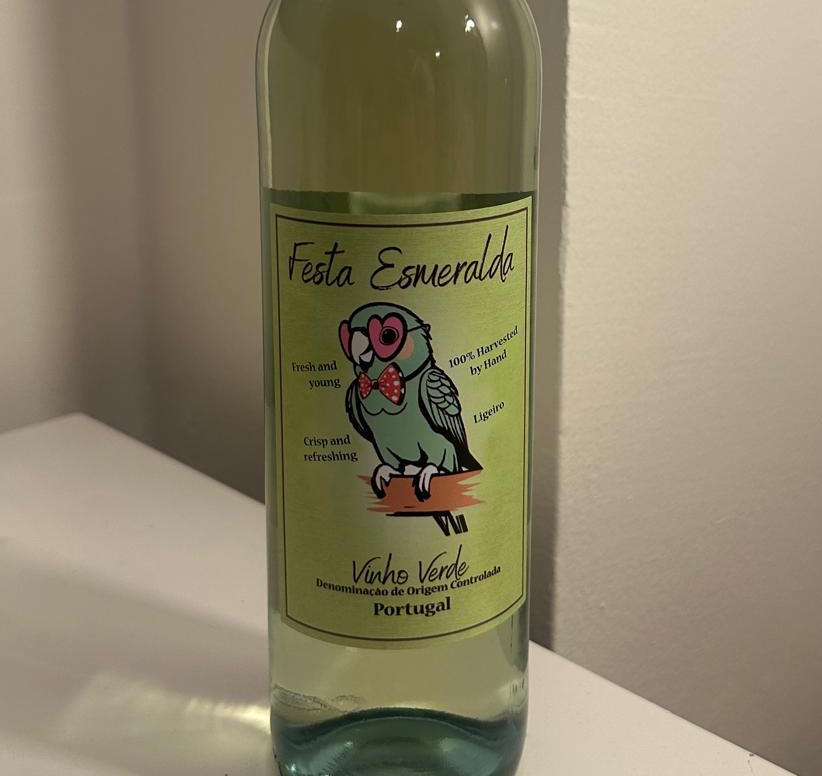 Festa Esmeralda
Fresh and
young
100% Harvested
by Hand
Crisp and
refreshing
Ligeiro
Vinho Verde
Denominação de Origem Controlada
Portugal